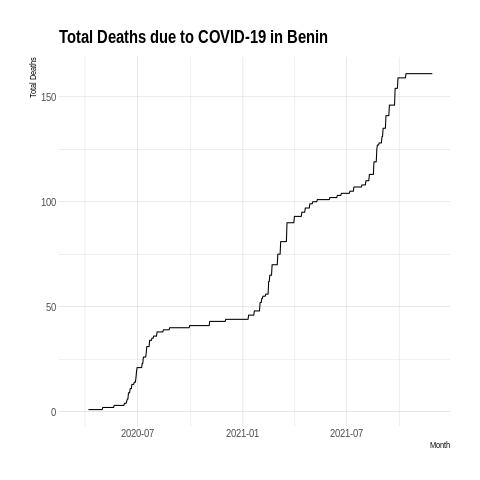 Total Deaths due to COVID-19 in Benin
Total Deaths
150
100
50
0
2020-07
2021-01
2021-07
Month